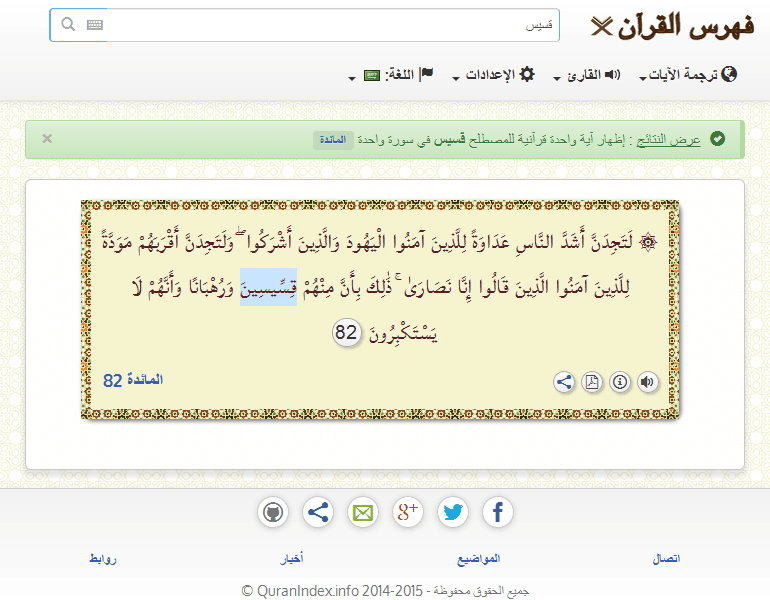 فهرس القرآن
قسيس
ترجمة الآيات
القارئ
الإعدادات
اللغة:
عرض النتائج : إظهار آية واحدة قرآنية للمصطلح قسيس في سورة واحدة المائدة
×
۞ لَتَجِدَنَّ أَشَدَّ النَّاسِ عَدَاوَةً لِلَّذِينَ آمَنُوا الْيَهُودَ وَالَّذِينَ أَشْرَكُوا ۖ وَلَتَجِدَنَّ أَقْرَبَهُمْ مَوَدَّةً
لِلَّذِينَ آمَنُوا الَّذِينَ قَالُوا إِنَّا نَصَارَىٰ ۚ ذَٰلِكَ بِأَنَّ مِنْهُمْ قِسِّيسِينَ وَرُهْبَانًا وَأَنَّهُمْ لَا
يَسْتَكْبِرُونَ 82
المائدة 82
اتصال
المواضيع
أخبار
روابط
جميع الحقوق محفوظة - QuranIndex.info 2014-2015 ©